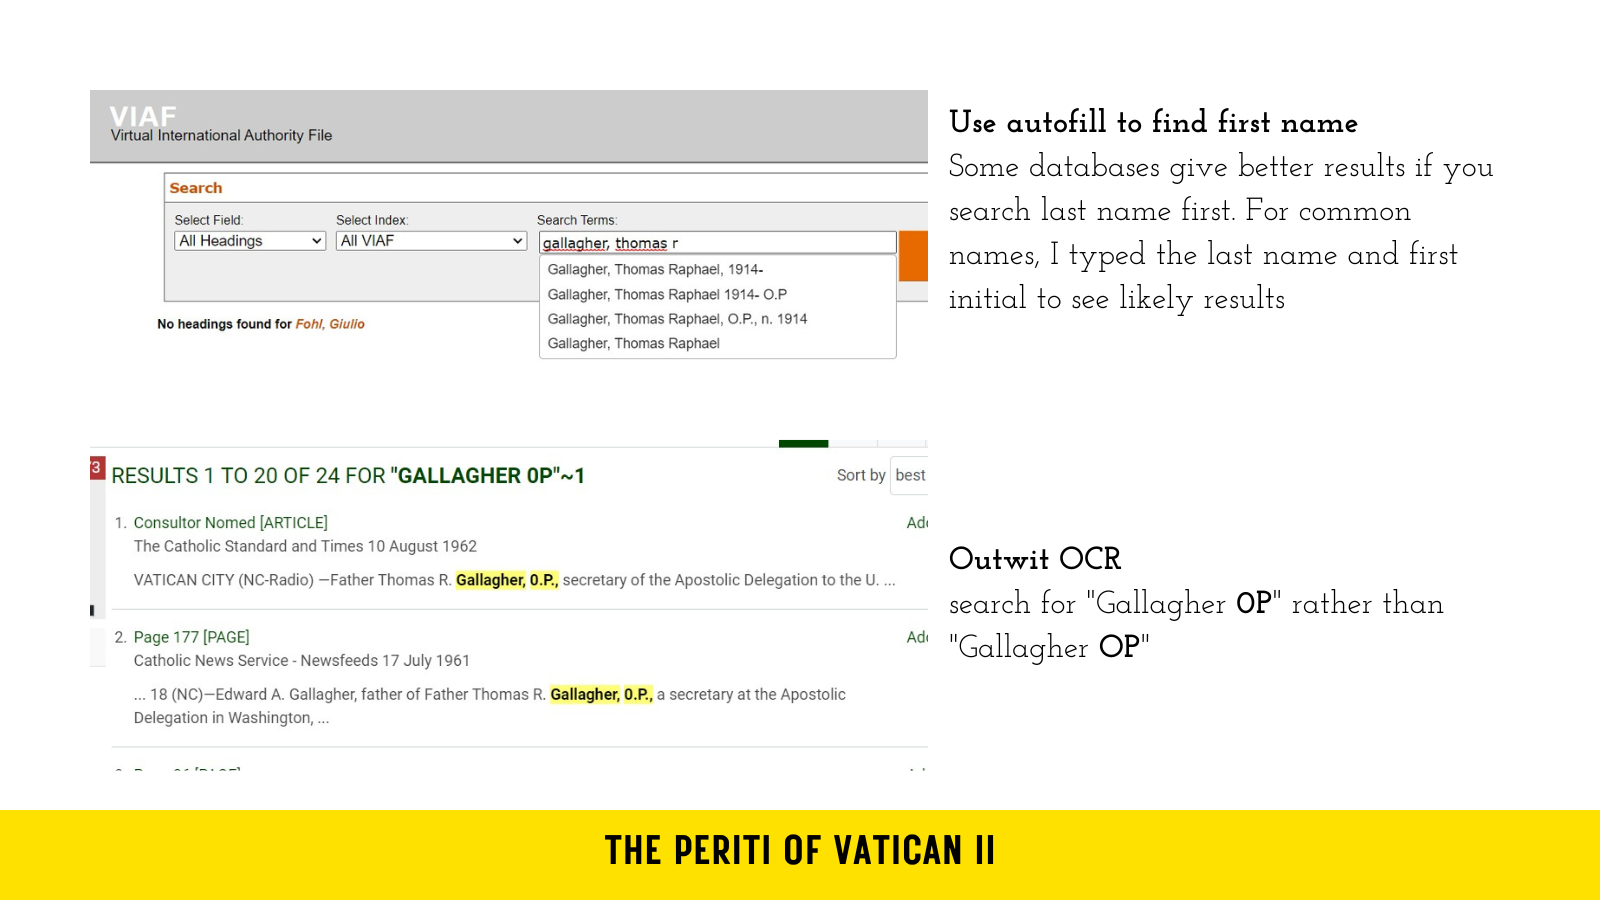 VIAF
Virtual International Authority File
Search
Select Field:
Select Index:
Search Terms:
All Headings
All VIAF
gallagher, thomas r
Gallagher, Thomas Raphael, 1914-
Gallagher, Thomas Raphael 1914- O.P
Gallagher, Thomas Raphael, O.P., n. 1914
Gallagher, Thomas Raphael
No headings found for Fohl, Giulio
Use autofill to find first name
Some databases give better results if you
search last name first. For common
names, I typed the last name and first
initial to see likely results
3
RESULTS 1 TO 20 OF 24 FOR "GALLAGHER 0P"~1
Sort by best
1. Consultor Nomed [ARTICLE]
The Catholic Standard and Times 10 August 1962
VATICAN CITY (NC-Radio) —Father Thomas R. Gallagher, 0.P., secretary of the Apostolic Delegation to the U. ...
2. Page 177 [PAGE]
Catholic News Service - Newsfeeds 17 July 1961
... 18 (NC)—Edward A. Gallagher, father of Father Thomas R. Gallagher, 0.P., a secretary at the Apostolic
Delegation in Washington, ...
Outwit OCR
search for "Gallagher 0P" rather than
"Gallagher OP"
THE PERITI OF VATICAN II